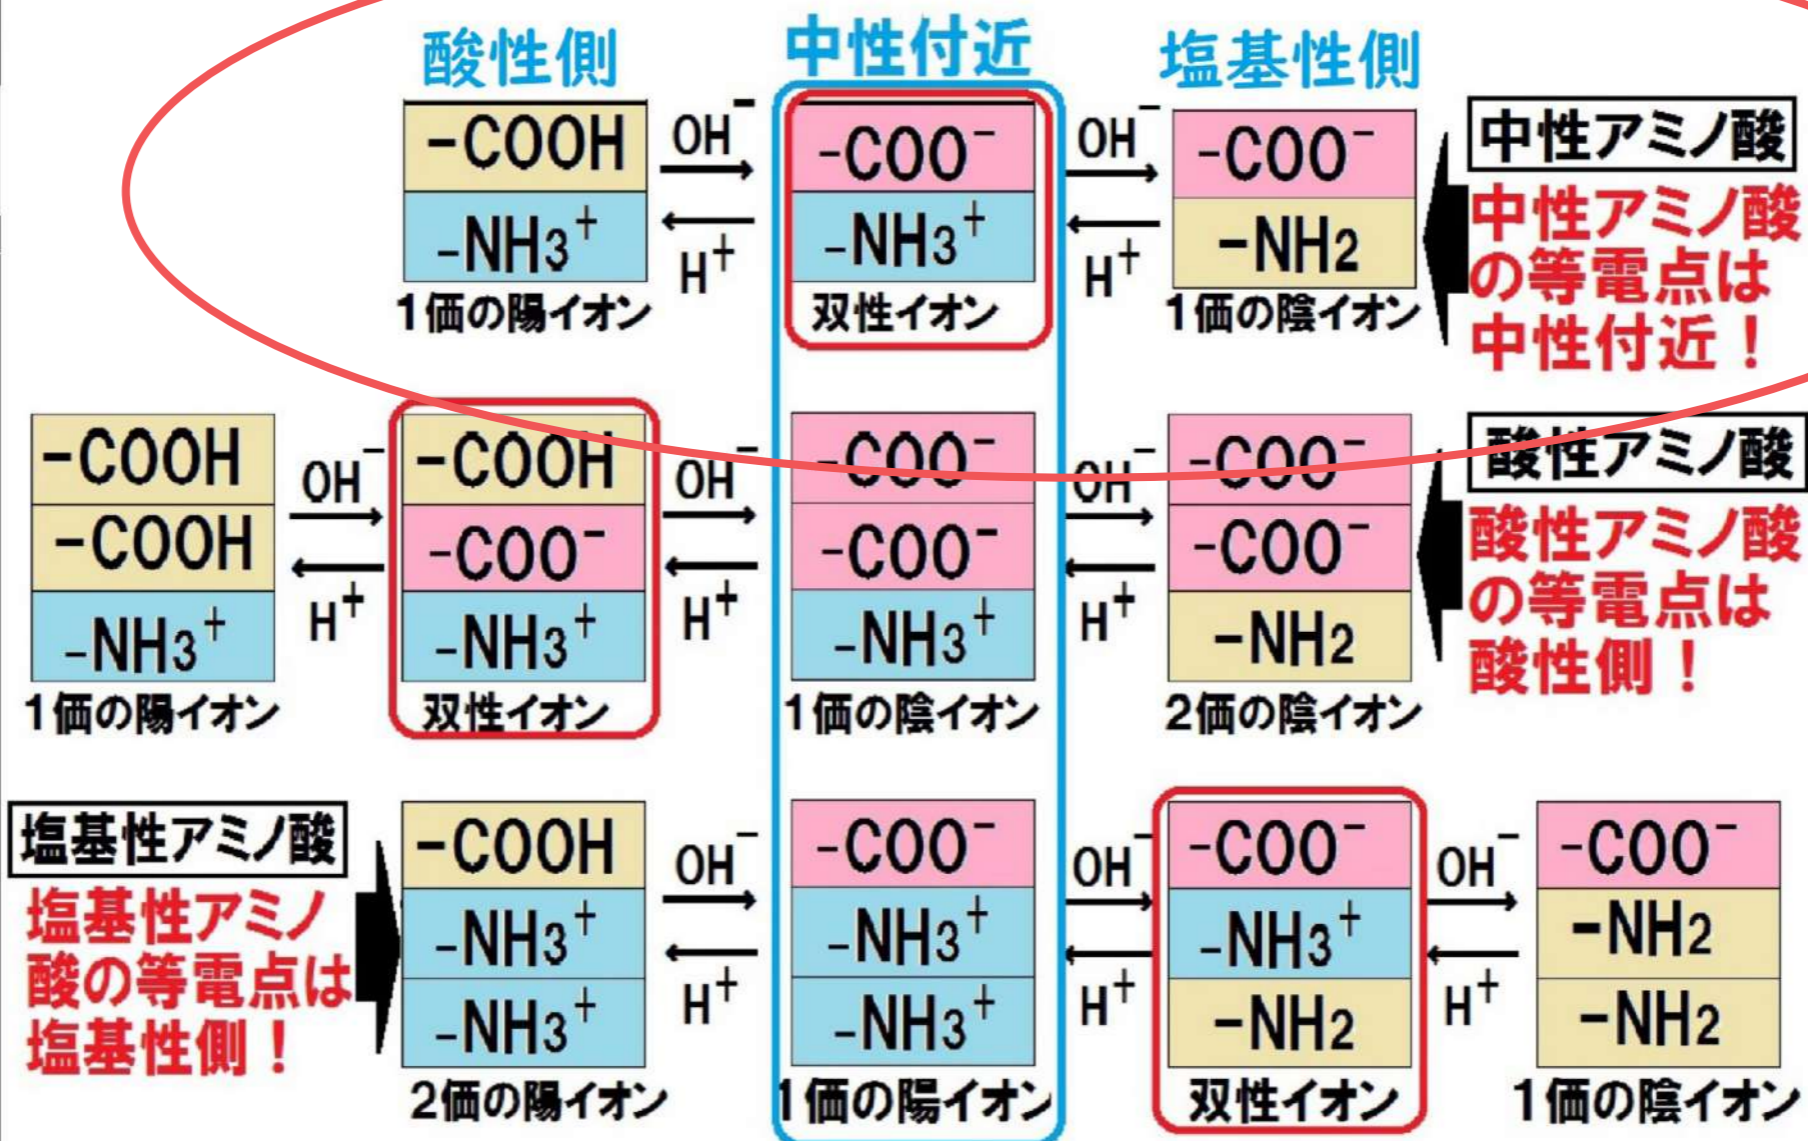 酸性側 中性付近 塩基性側
-COOH OH⁻ -COO⁻ OH⁻ -COO⁻ 中性アミノ酸
-NH3⁺ H⁺ -NH3⁺ H⁺ -NH2 中性アミノ酸
の等電点は
1価の陽イオン 双性イオン 1価の陰イオン 中性付近！
-COOH OH⁻ -COOH OH⁻ -COO⁻ OH⁻ -COO⁻ 酸性アミノ酸
-COOH -COO⁻ -COO⁻ -COO⁻ 酸性アミノ酸
の等電点は
-NH3⁺ H⁺ -NH3⁺ H⁺ -NH3⁺ H⁺ -NH2 酸性側！
1価の陽イオン 双性イオン 1価の陰イオン 2価の陰イオン
塩基性アミノ酸 -COOH OH⁻ -COO⁻ OH⁻ -COO⁻ OH⁻ -COO⁻
塩基性アミノ -NH3⁺ -NH3⁺ -NH3⁺ -NH2
酸の等電点は
塩基性側！ -NH3⁺ H⁺ -NH3⁺ H⁺ -NH2 H⁺ -NH2
2価の陽イオン 1価の陽イオン 双性イオン 1価の陰イオン